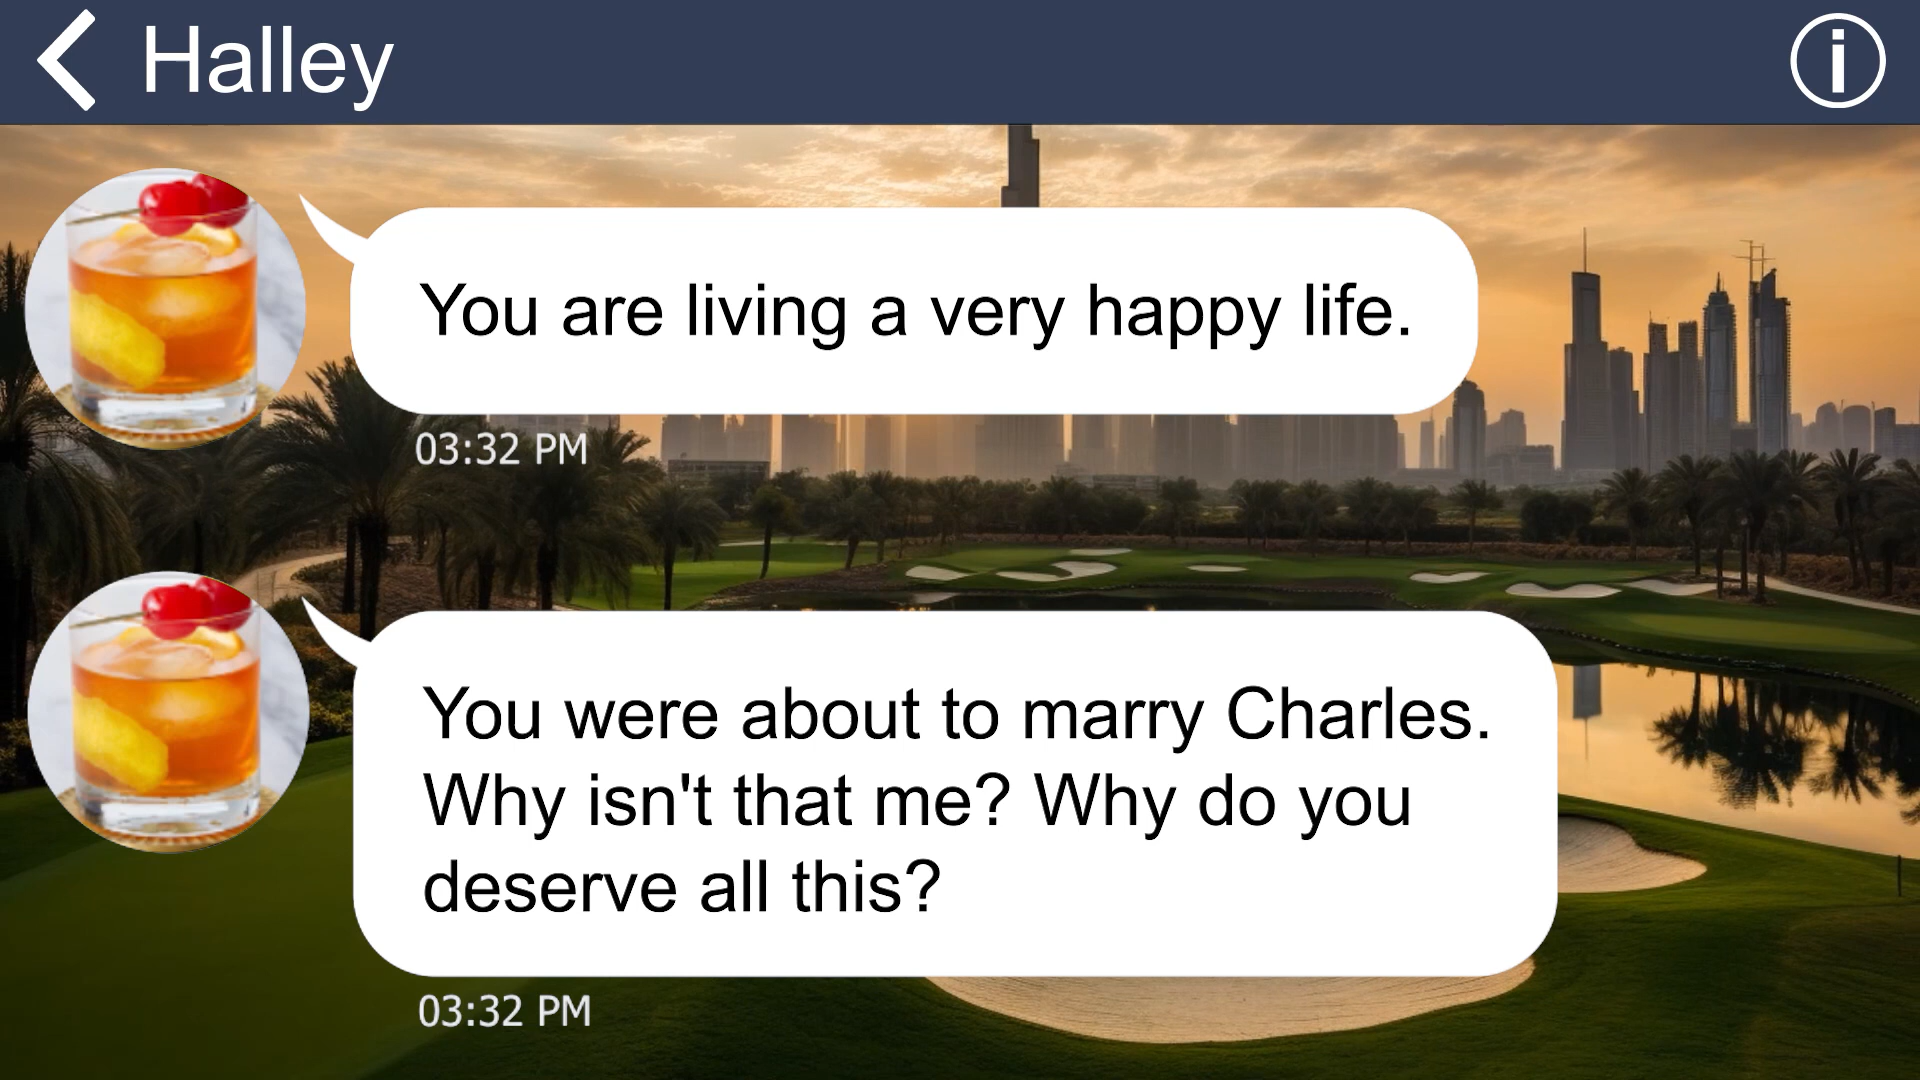 Halley
You are living a very happy life.
03:32 PM
You were about to marry Charles.
Why isn't that me? Why do you
deserve all this?
03:32 PM